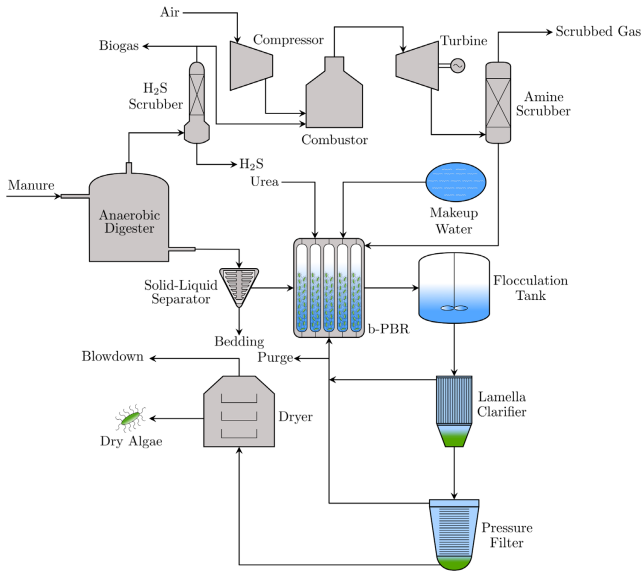 Air
Scrubbed Gas
Biogas
Compressor
Turbine
H₂S
Scrubber
Amine
Scrubber
Combustor
H₂S
Manure
Urea
Makeup
Water
Anaerobic
Digester
Solid-Liquid
Separator
Flocculation
Tank
b-PBR
Bedding
Blowdown
Purge
Lamella
Clarifier
Dryer
Dry Algae
Pressure
Filter